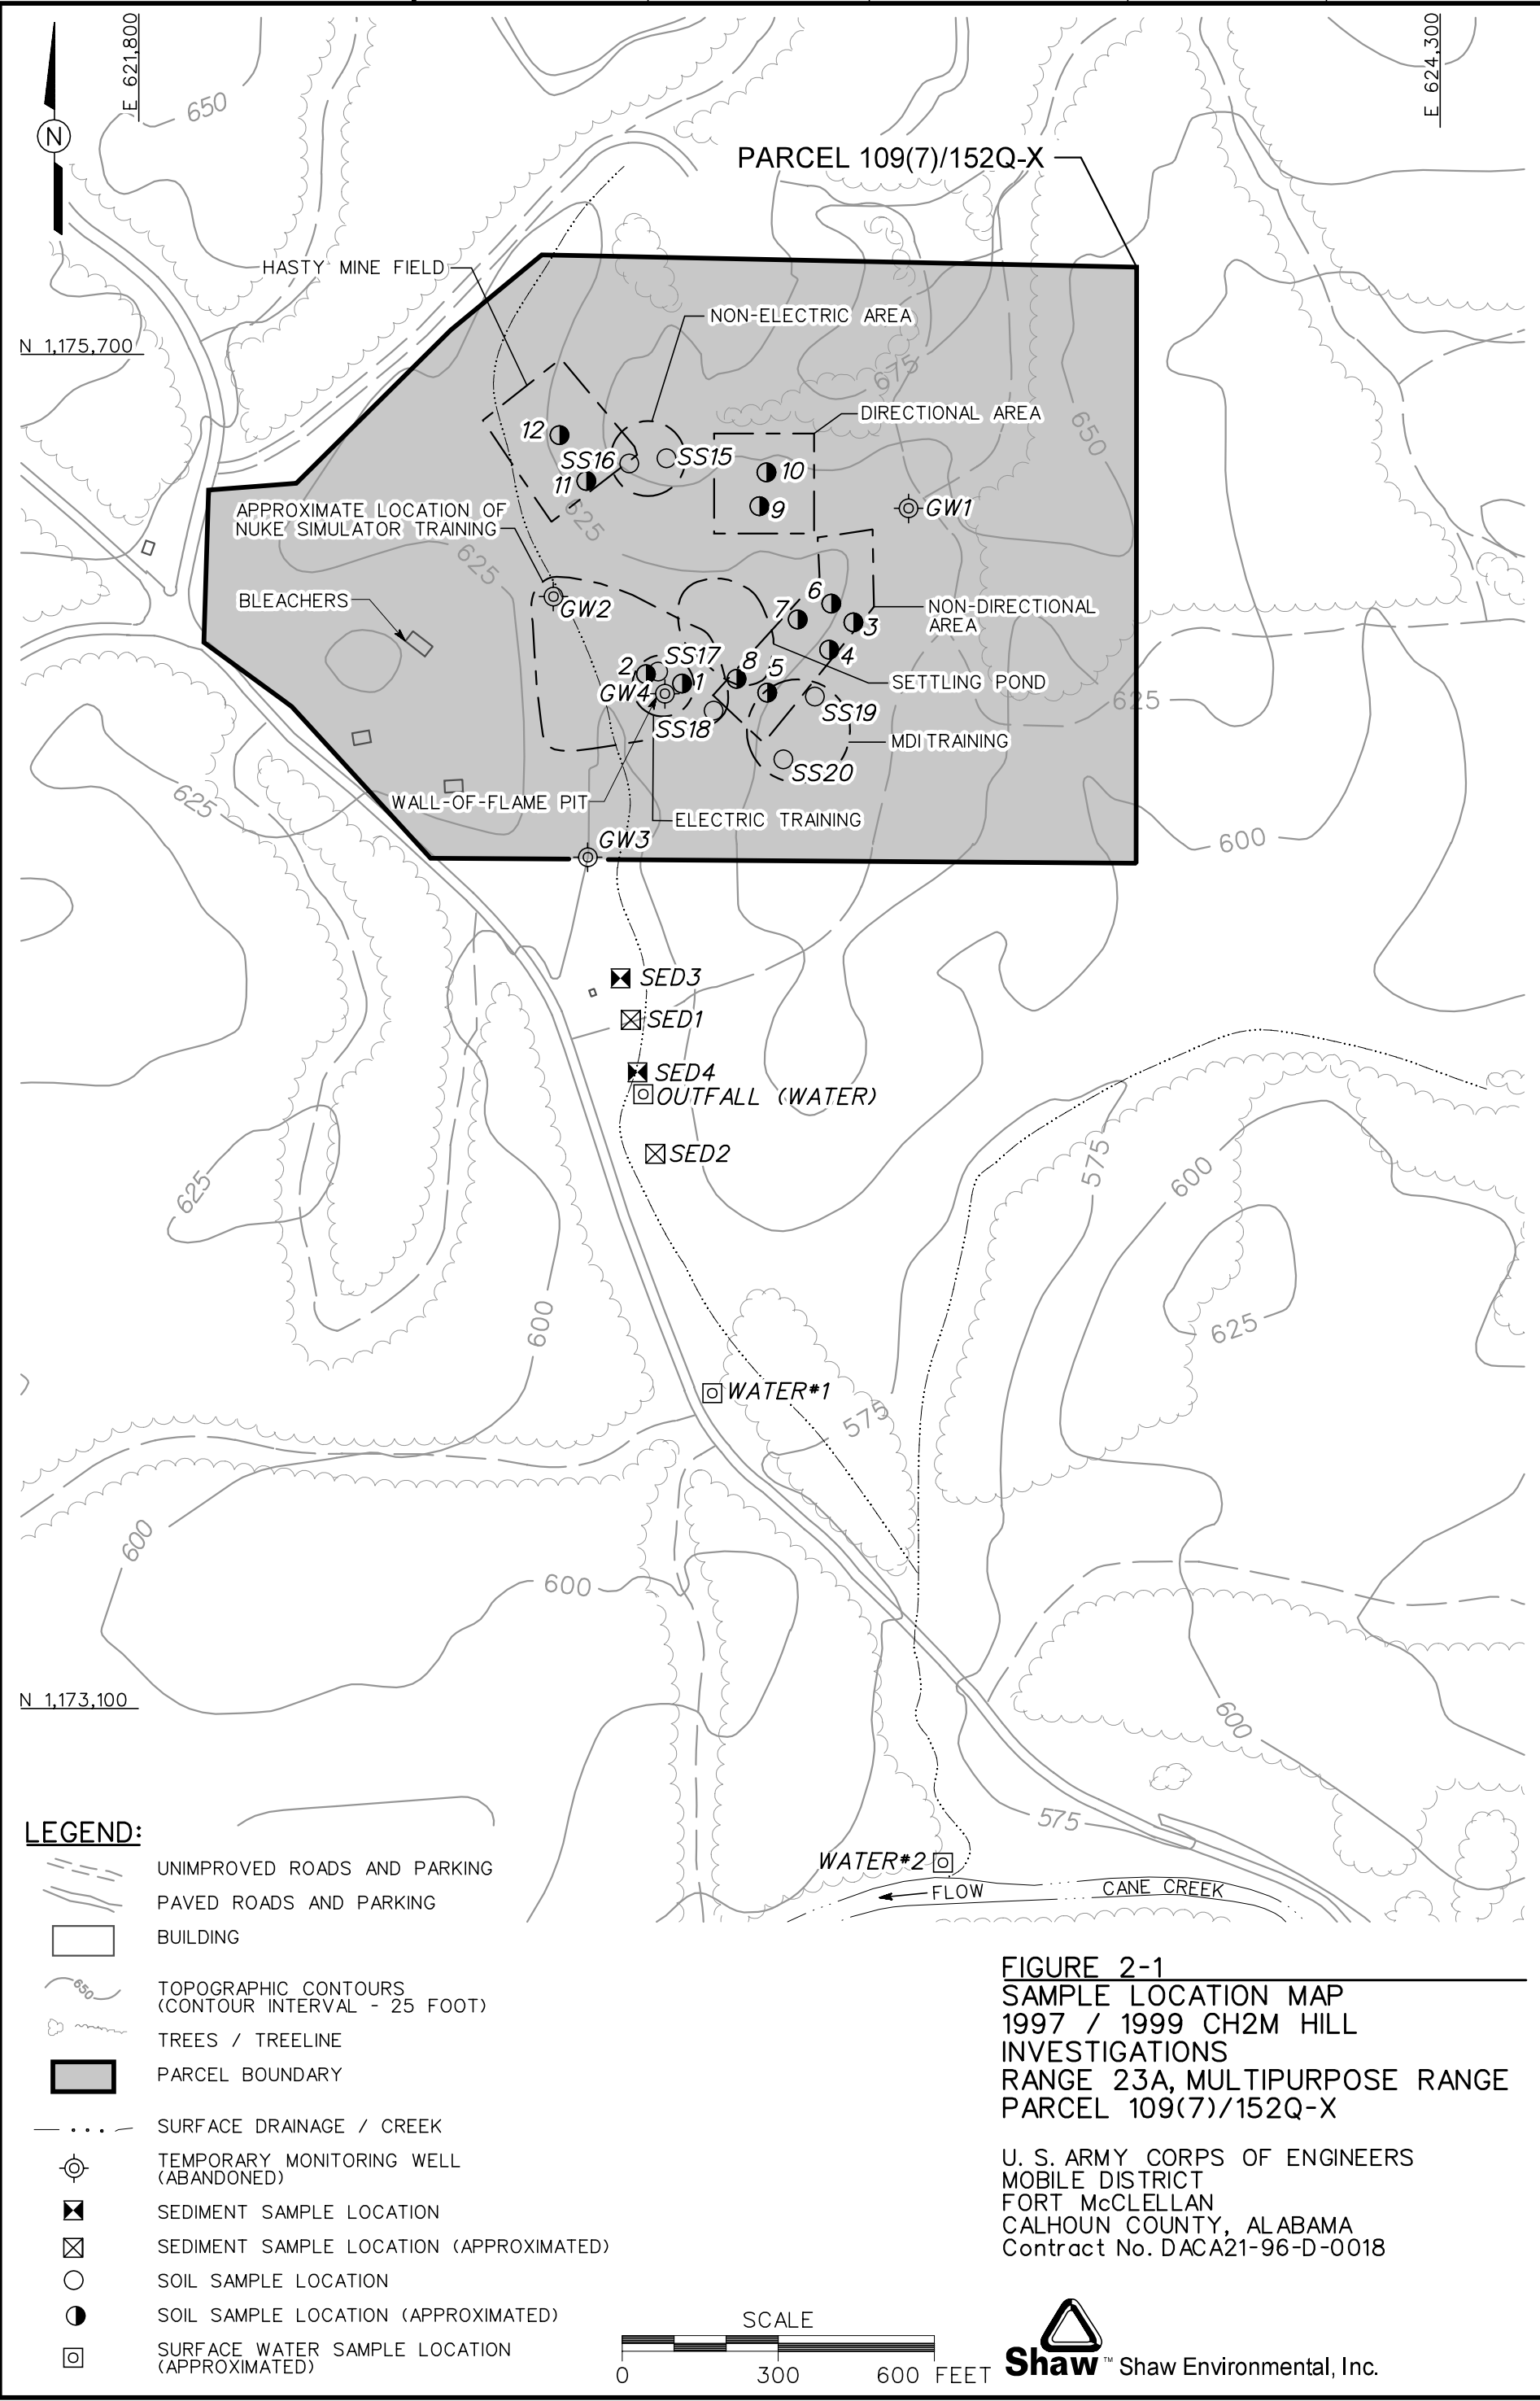 E 621,800
E 624,300
650
PARCEL 109(7)/152Q-X
HASTY MINE FIELD
NON-ELECTRIC AREA
N 1,175,700
675
DIRECTIONAL AREA
650
12
SS16
SS15
10
11
9
GW1
APPROXIMATE LOCATION OF
NUKE SIMULATOR TRAINING
625
625
BLEACHERS
GW2
6
7
3
NON-DIRECTIONAL
AREA
4
2
SS17
8
5
1
GW4
SETTLING POND
625
SS19
SS18
MDI TRAINING
SS20
625
WALL-OF-FLAME PIT
ELECTRIC TRAINING
GW3
600
SED3
SED1
SED4
OUTFALL (WATER)
SED2
575
600
625
600
625
WATER#1
575
600
600
N 1,173,100
600
575
WATER#2
FLOW
CANE CREEK
LEGEND:
UNIMPROVED ROADS AND PARKING
PAVED ROADS AND PARKING
BUILDING
650
TOPOGRAPHIC CONTOURS
(CONTOUR INTERVAL - 25 FOOT)
TREES / TREELINE
PARCEL BOUNDARY
SURFACE DRAINAGE / CREEK
TEMPORARY MONITORING WELL
(ABANDONED)
SEDIMENT SAMPLE LOCATION
SEDIMENT SAMPLE LOCATION (APPROXIMATED)
SOIL SAMPLE LOCATION
SOIL SAMPLE LOCATION (APPROXIMATED)
SURFACE WATER SAMPLE LOCATION
(APPROXIMATED)
SCALE
0 300 600 FEET
FIGURE 2-1
SAMPLE LOCATION MAP
1997 / 1999 CH2M HILL
INVESTIGATIONS
RANGE 23A, MULTIPURPOSE RANGE
PARCEL 109(7)/152Q-X
U. S. ARMY CORPS OF ENGINEERS
MOBILE DISTRICT
FORT McCLELLAN
CALHOUN COUNTY, ALABAMA
Contract No. DACA21-96-D-0018
Shaw™ Shaw Environmental, Inc.
N